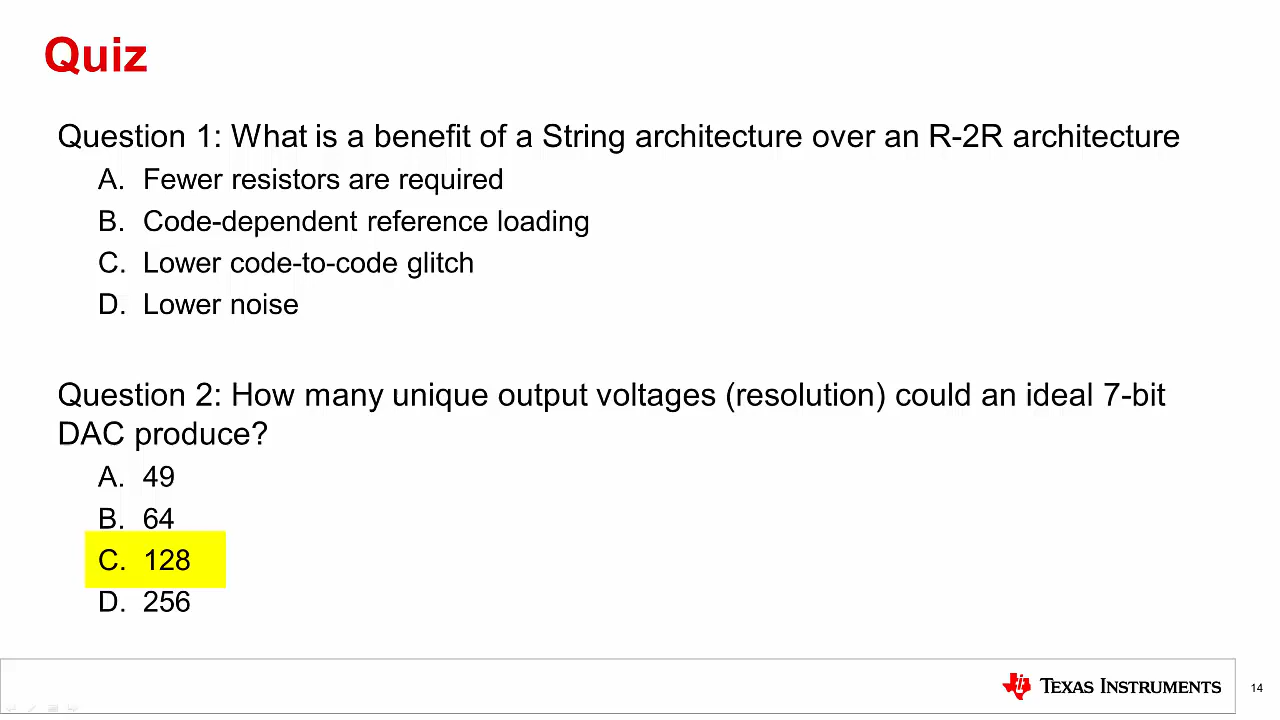 Quiz
Question 1: What is a benefit of a String architecture over an R-2R architecture
A. Fewer resistors are required
B. Code-dependent reference loading
C. Lower code-to-code glitch
D. Lower noise
Question 2: How many unique output voltages (resolution) could an ideal 7-bit
DAC produce?
A. 49
B. 64
C. 128
D. 256
TEXAS INSTRUMENTS
14